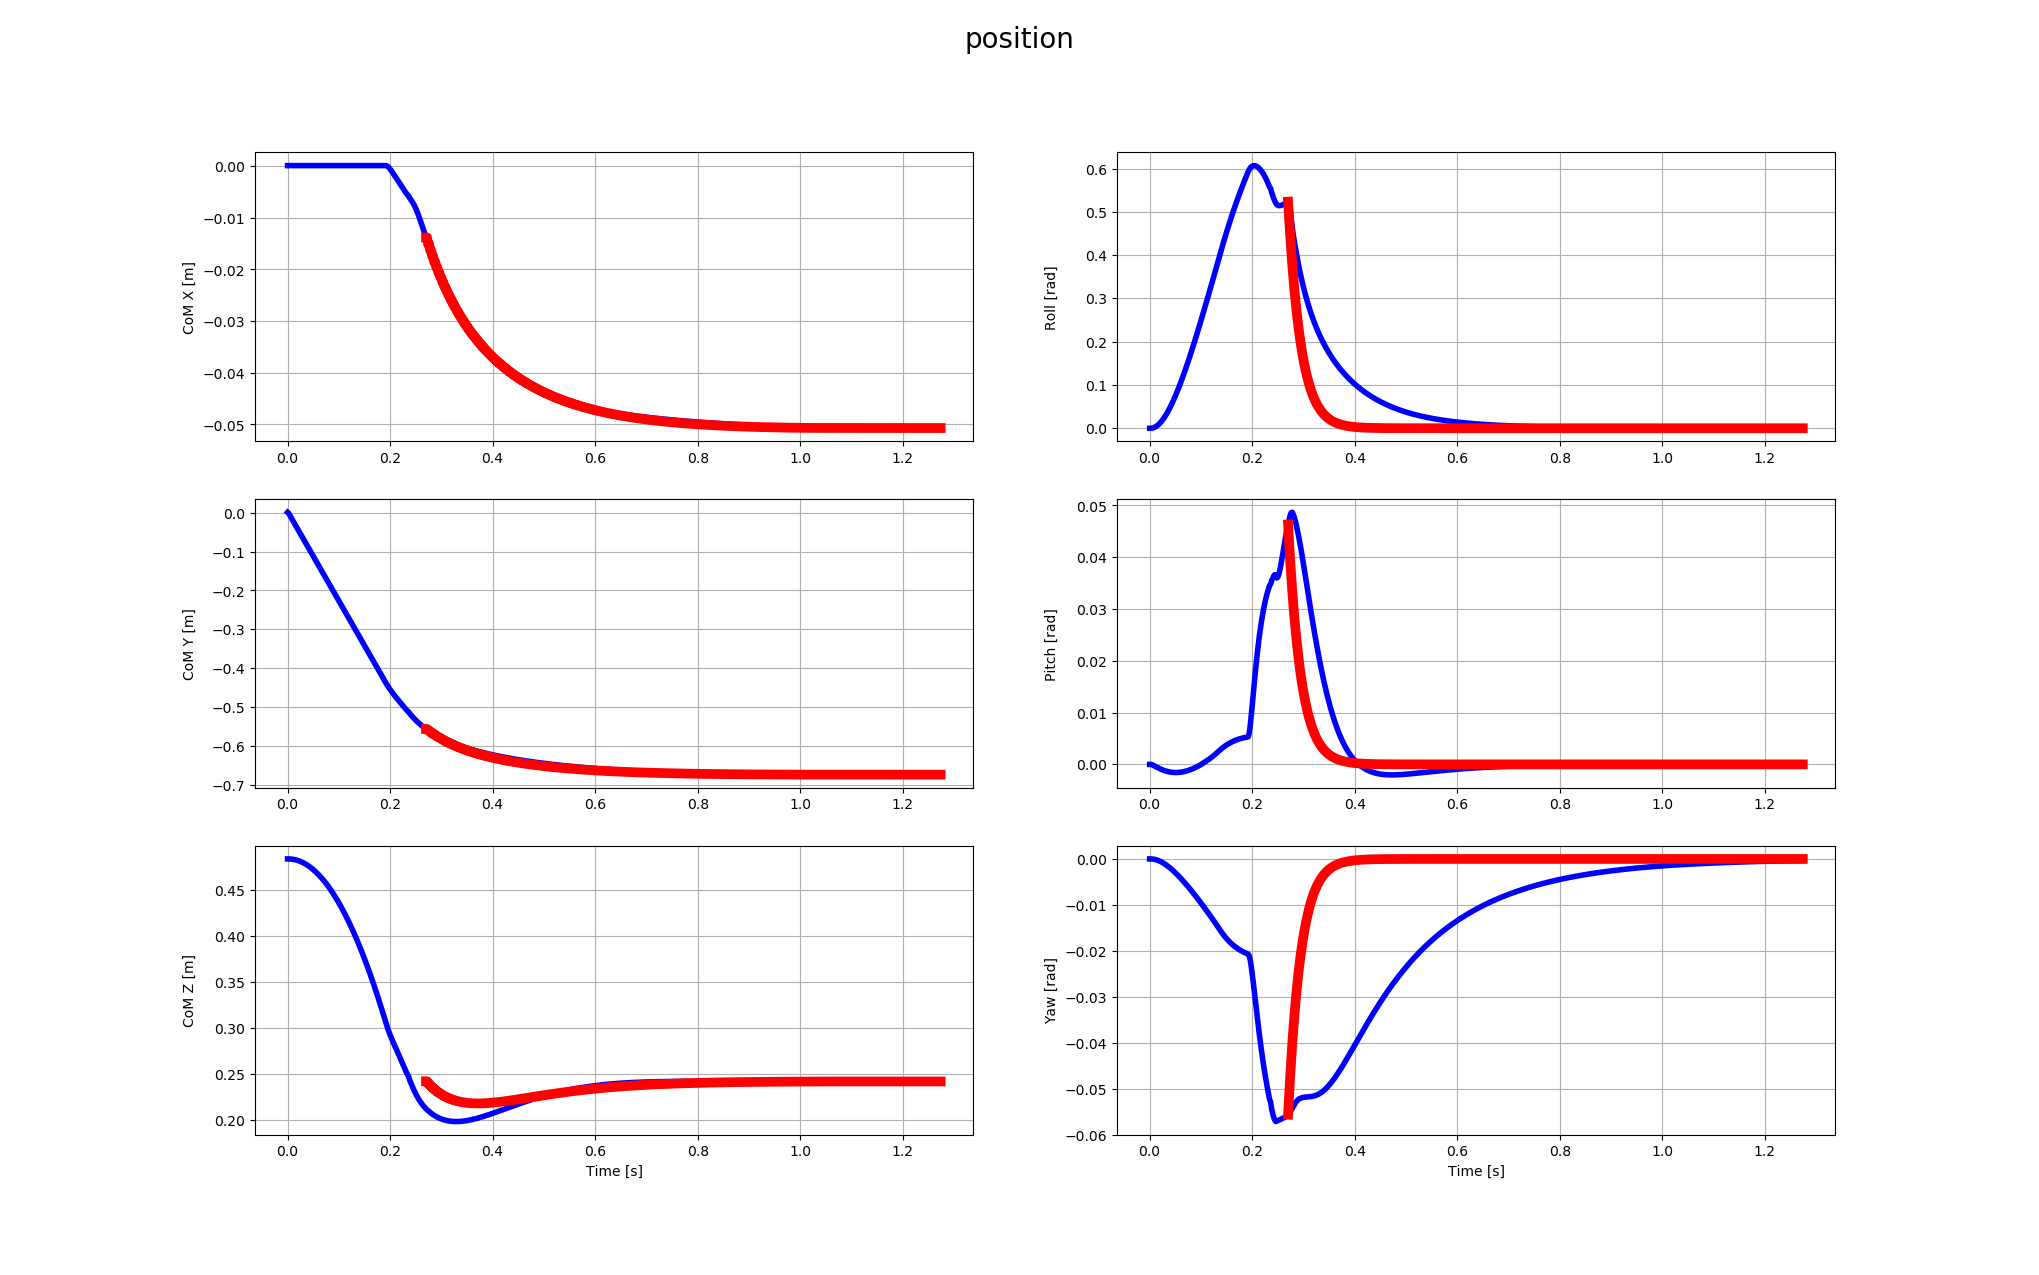 position
CoM X [m]
0.00
−0.01
−0.02
−0.03
−0.04
−0.05
0.0 0.2 0.4 0.6 0.8 1.0 1.2
Roll [rad]
0.6
0.5
0.4
0.3
0.2
0.1
0.0
0.0 0.2 0.4 0.6 0.8 1.0 1.2
CoM Y [m]
0.0
−0.1
−0.2
−0.3
−0.4
−0.5
−0.6
−0.7
0.0 0.2 0.4 0.6 0.8 1.0 1.2
Pitch [rad]
0.05
0.04
0.03
0.02
0.01
0.00
0.0 0.2 0.4 0.6 0.8 1.0 1.2
CoM Z [m]
0.45
0.40
0.35
0.30
0.25
0.20
0.0 0.2 0.4 0.6 0.8 1.0 1.2
Time [s]
Yaw [rad]
0.00
−0.01
−0.02
−0.03
−0.04
−0.05
−0.06
0.0 0.2 0.4 0.6 0.8 1.0 1.2
Time [s]